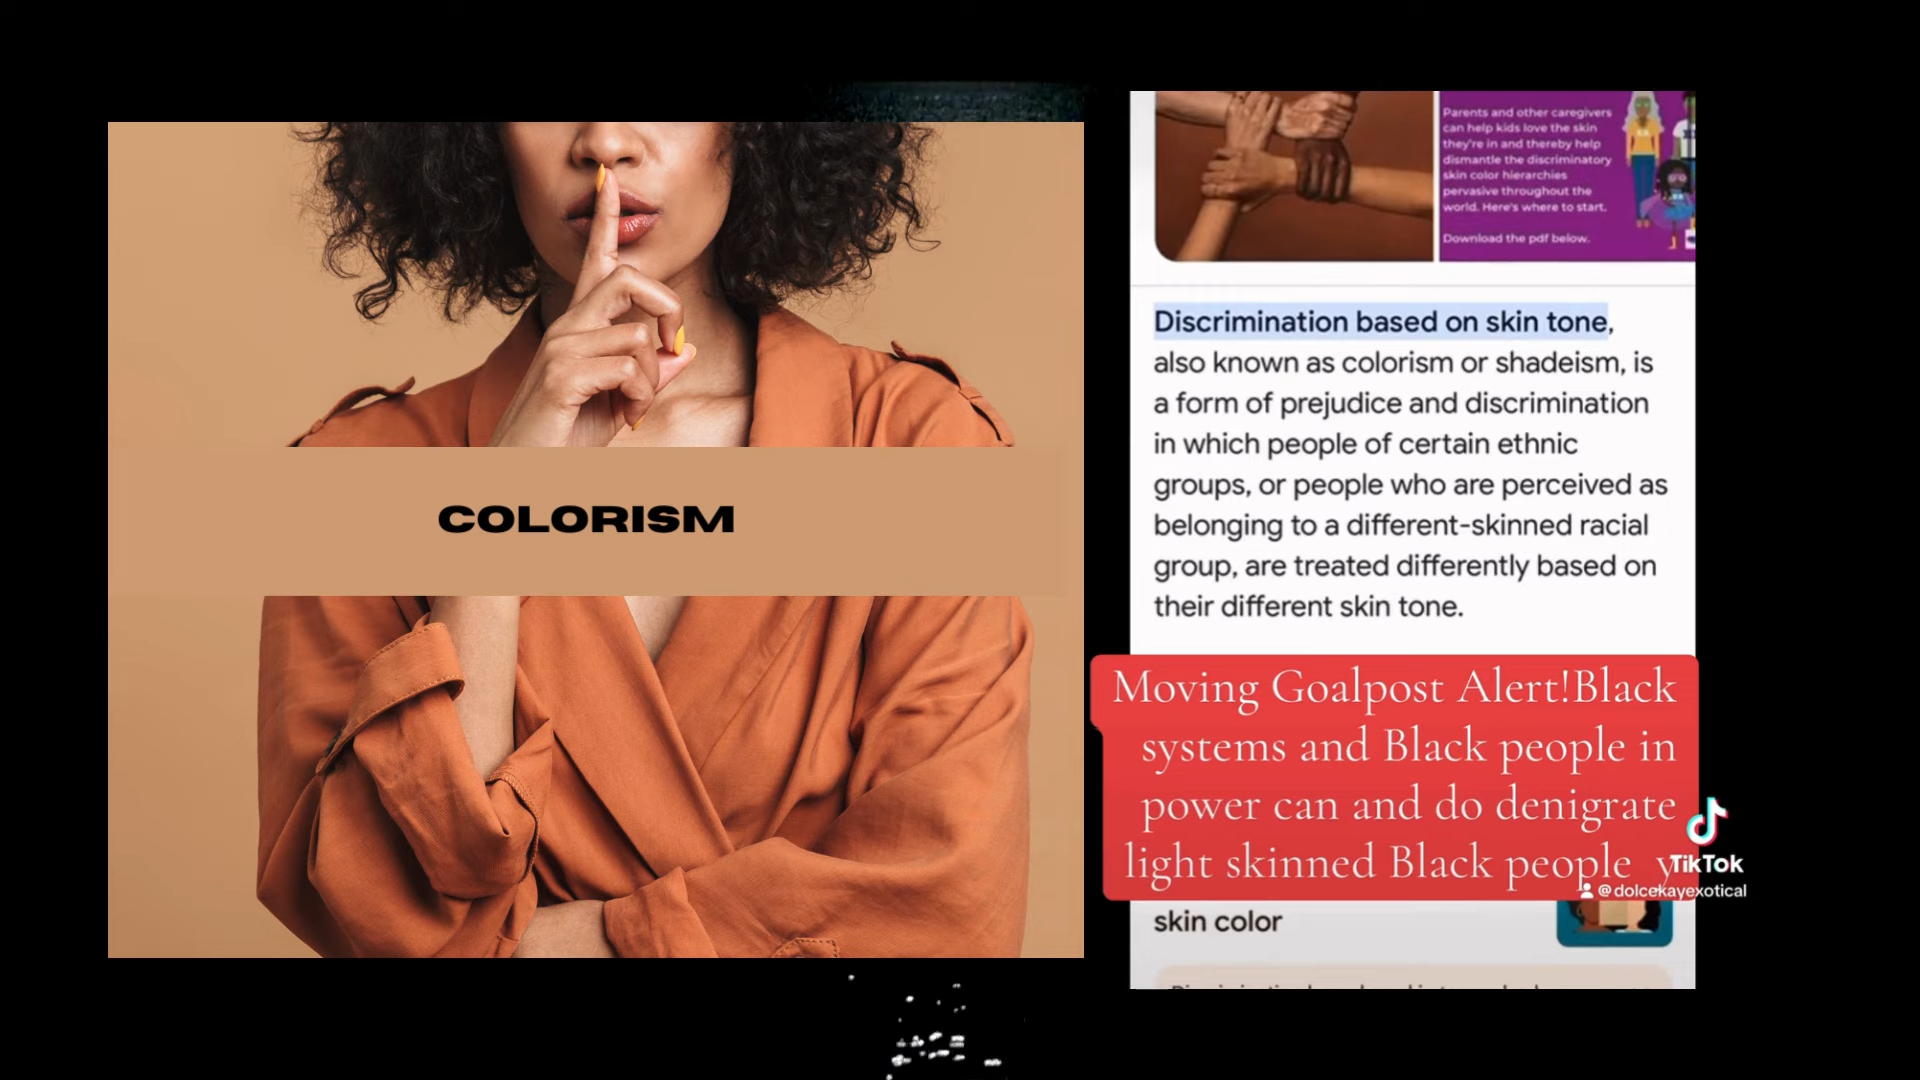 COLORISM
Parents and other caregivers
can help kids love the skin
they're in and thereby help
dismantle the discriminatory
skin color hierarchies
pervasive throughout the
world. Here's where to start.
Download the pdf below.
Discrimination based on skin tone,
also known as colorism or shadeism, is
a form of prejudice and discrimination
in which people of certain ethnic
groups, or people who are perceived as
belonging to a different-skinned racial
group, are treated differently based on
their different skin tone.
Moving Goalpost Alert!Black
systems and Black people in
power can and do denigrate
light skinned Black people y
TikTok
@dolcekayexotical
skin color